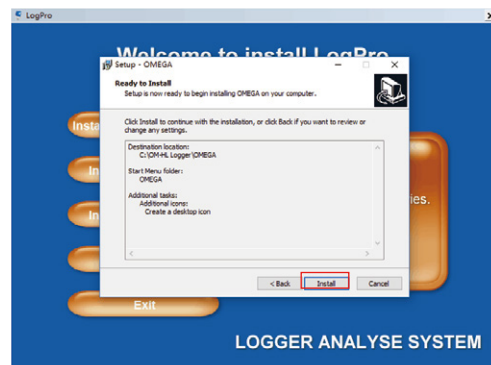 LogPro
Welcome to install LogPro
Setup - OMEGA
Ready to Install
Setup is now ready to begin installing OMEGA on your computer.
Click Install to continue with the installation, or click Back if you want to review or
change any settings.
Destination location:
C:\OM-HL Logger\OMEGA
Start Menu folder:
OMEGA
Additional tasks:
Additional icons:
Create a desktop icon
< Back
Install
Cancel
Exit
LOGGER ANALYSE SYSTEM